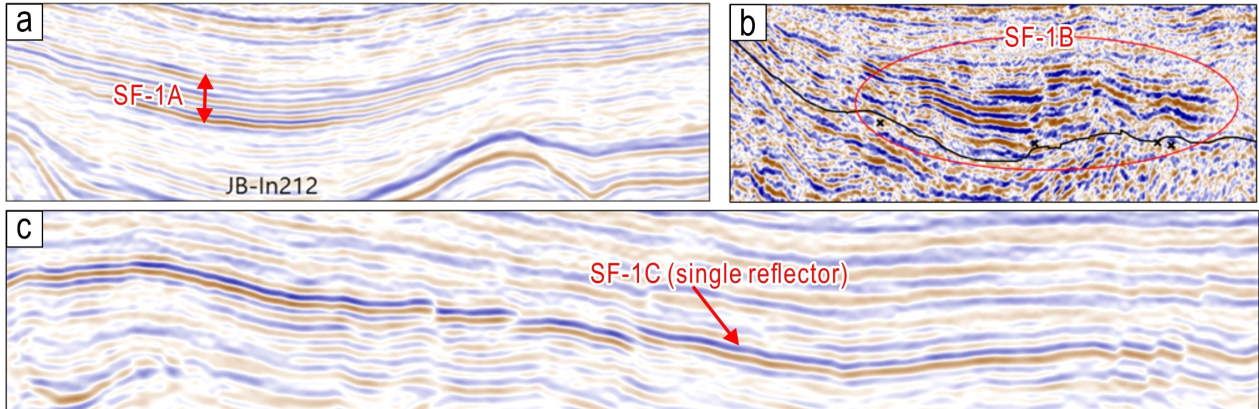 a
SF-1A
JB-In212
b
SF-1B
c
SF-1C (single reflector)